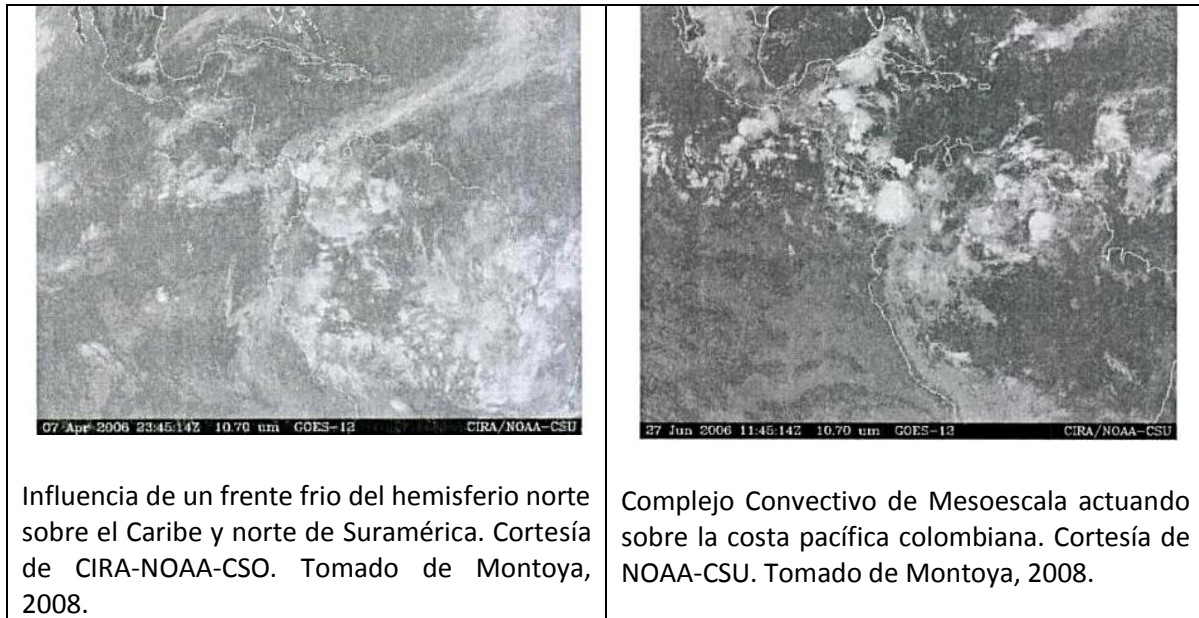 07 Apr 2006 23:45:14Z 10.70 um GOES-12 CIRA/NOAA-CSU
Influencia de un frente frio del hemisferio norte
sobre el Caribe y norte de Suramérica. Cortesía
de CIRA-NOAA-CSO. Tomado de Montoya,
2008.
27 Jun 2006 11:45:14Z 10.70 um GOES-12 CIRA/NOAA-CSU
Complejo Convectivo de Mesoescala actuando
sobre la costa pacífica colombiana. Cortesía de
NOAA-CSU. Tomado de Montoya, 2008.